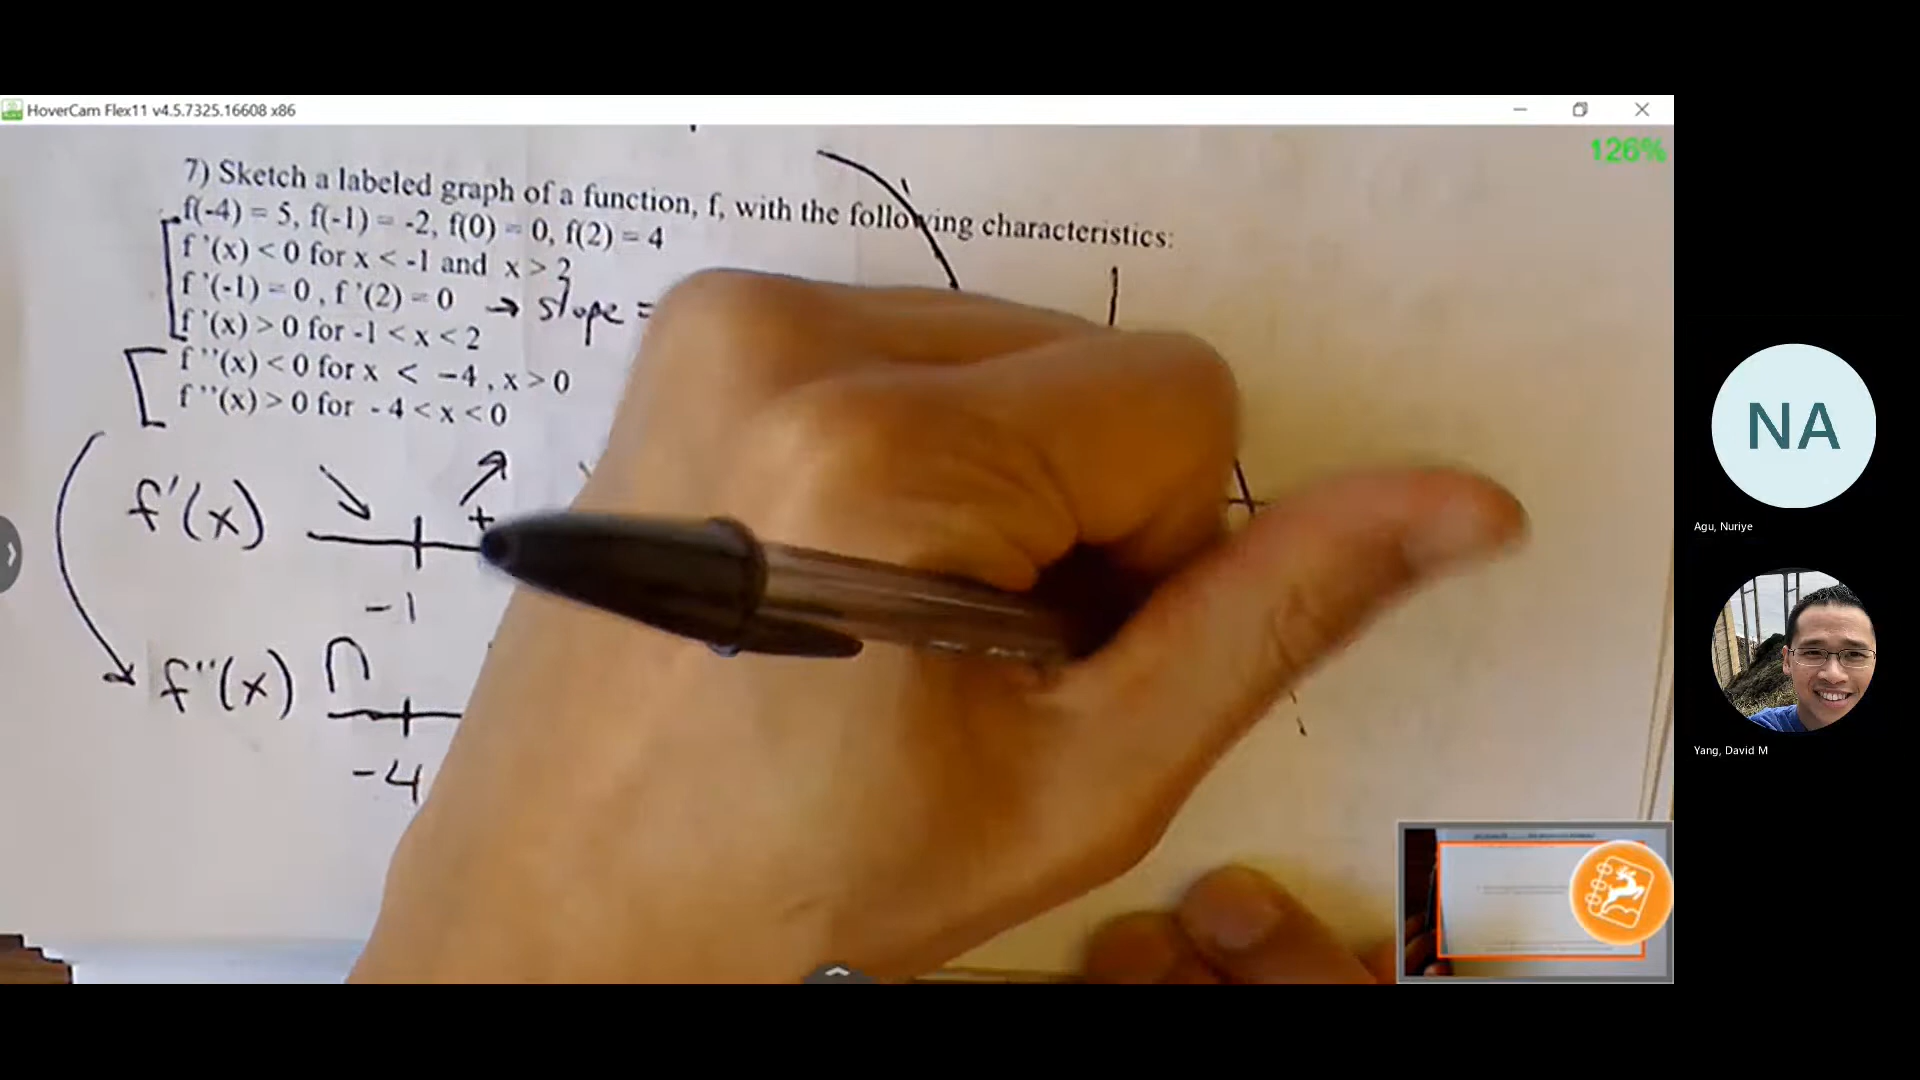 HoverCam Flex11 v4.5.7325.16608 x86
126%
7) Sketch a labeled graph of a function, f, with the following characteristics:
f(-4) = 5, f(-1) = -2, f(0) = 0, f(2) = 4
f '(x) < 0 for x < -1 and x > 2
f '(-1) = 0 , f '(2) = 0 → slope =
f '(x) > 0 for -1 < x < 2
f ''(x) < 0 for x < -4 , x > 0
f ''(x) > 0 for - 4 < x < 0
f'(x)
+
-1
f"(x)
-4
NA
Agu, Nuriye
Yang, David M